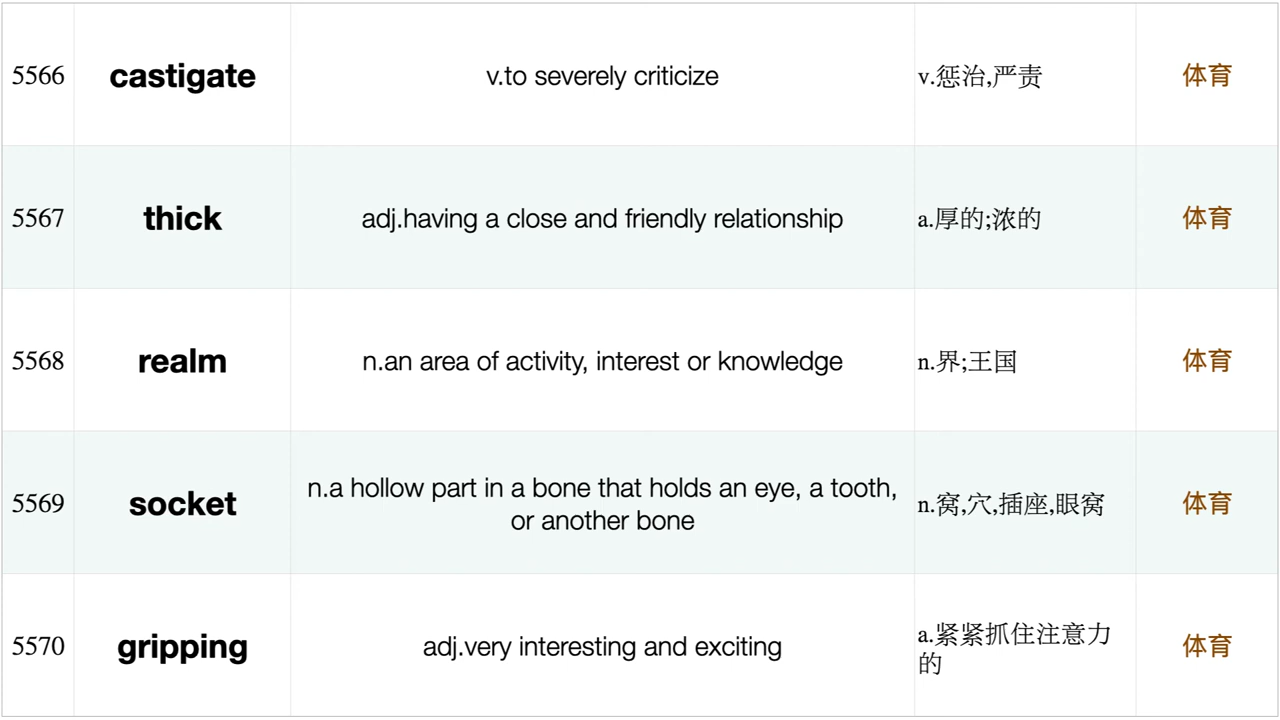 5566 castigate v.to severely criticize v.惩治,严责 体育
5567 thick adj.having a close and friendly relationship a.厚的;浓的 体育
5568 realm n.an area of activity, interest or knowledge n.界;王国 体育
5569 socket n.a hollow part in a bone that holds an eye, a tooth,
or another bone n.窝,穴,插座,眼窝 体育
5570 gripping adj.very interesting and exciting a.紧紧抓住注意力
的 体育